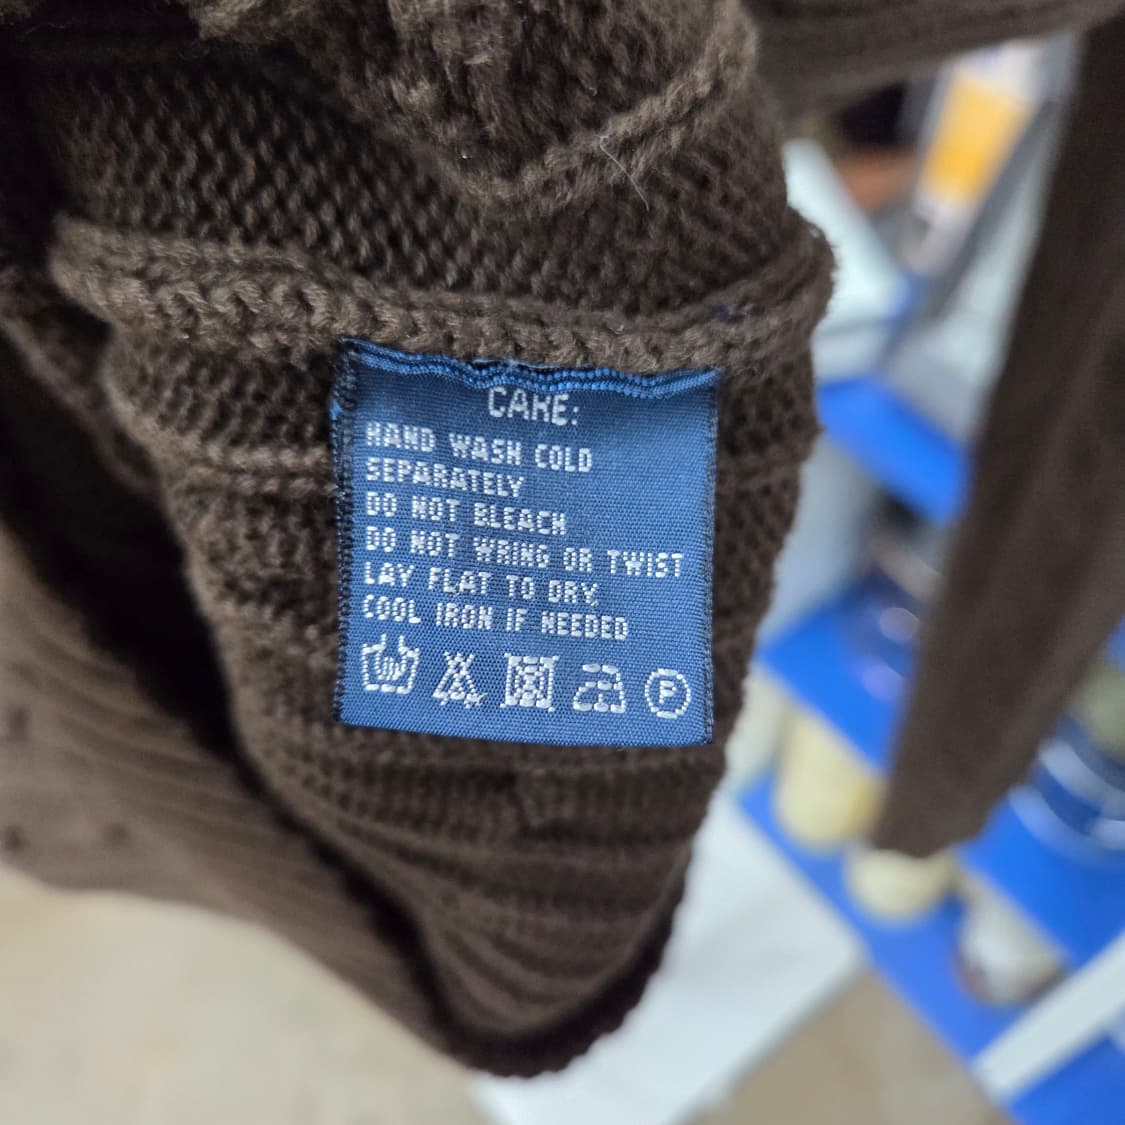 CARE:
HAND WASH COLD
SEPARATELY
DO NOT BLEACH
DO NOT WRING OR TWIST
LAY FLAT TO DRY,
COOL IRON IF NEEDED
P